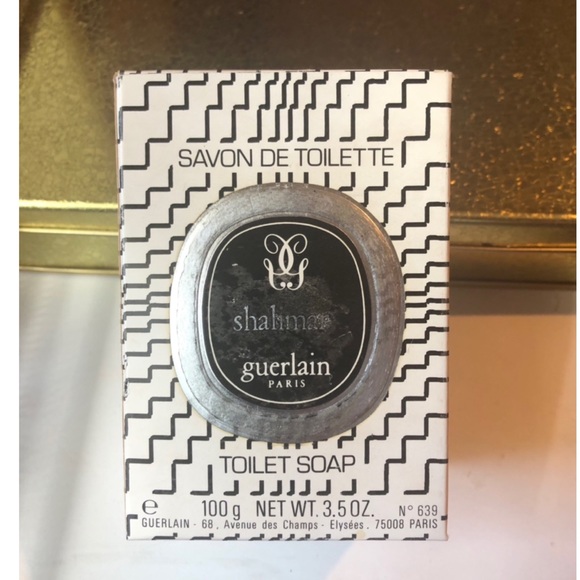 SAVON DE TOILETTE
shalimar
guerlain
PARIS
TOILET SOAP
e 100 g NET WT. 3.5 OZ. N° 639
GUERLAIN - 68, Avenue des Champs - Elysées. 75008 PARIS